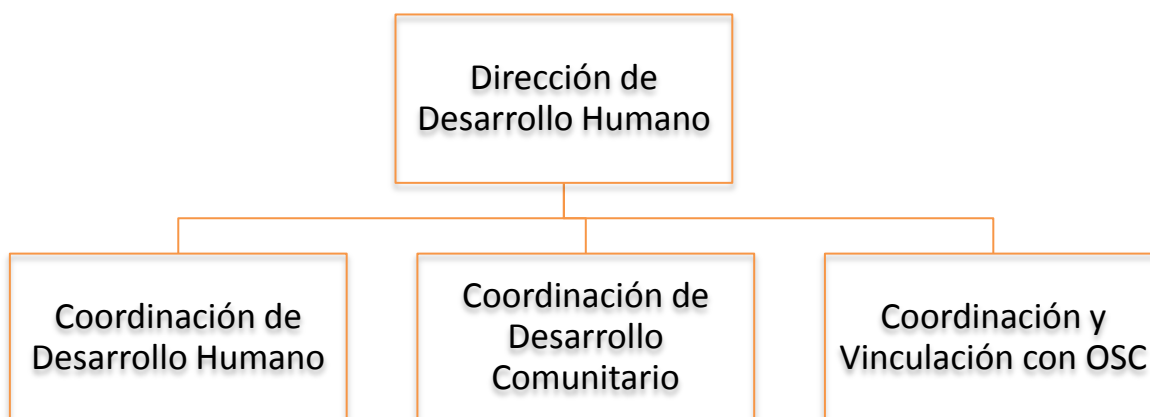 Dirección de
Desarrollo Humano
Coordinación de
Desarrollo Humano
Coordinación de
Desarrollo
Comunitario
Coordinación y
Vinculación con OSC